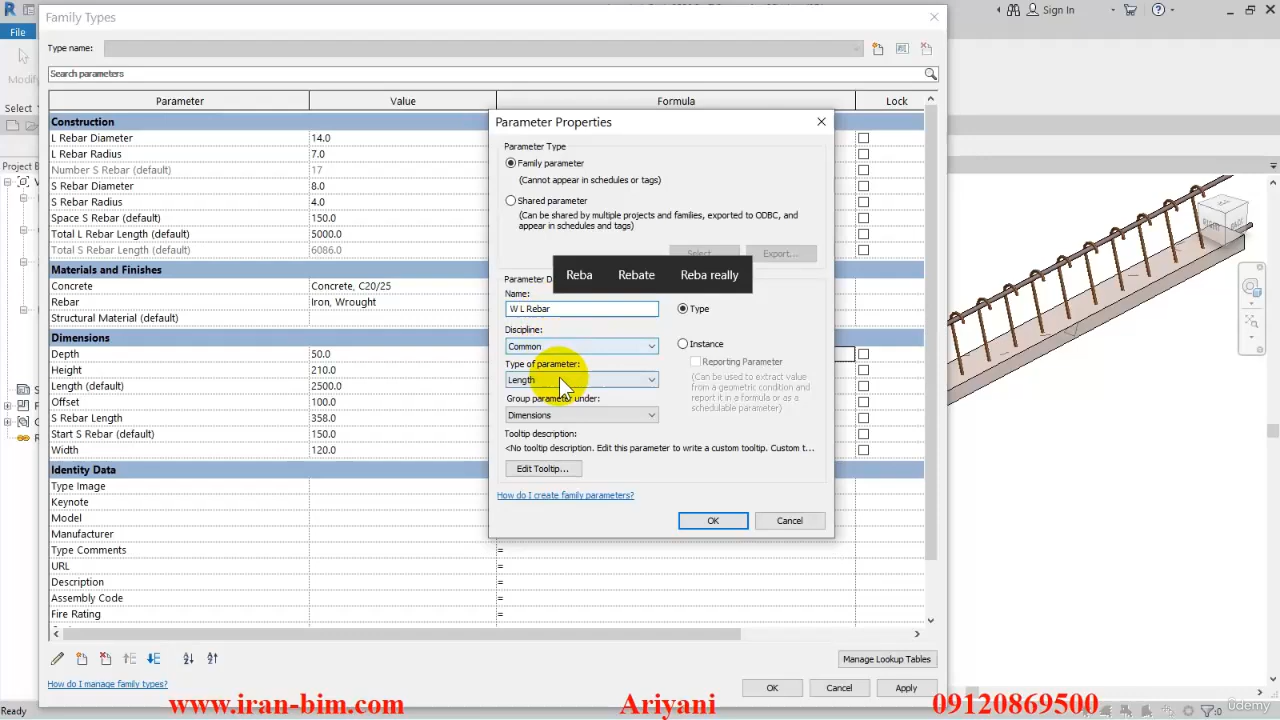 Family Types
Sign In
File
Type name:
Modify
Search parameters
Select
Parameter Value Formula Lock
Construction
L Rebar Diameter 14.0
L Rebar Radius 7.0
Number S Rebar (default) 17
S Rebar Diameter 8.0
S Rebar Radius 4.0
Space S Rebar (default) 150.0
Total L Rebar Length (default) 5000.0
Total S Rebar Length (default) 6086.0
Materials and Finishes
Concrete Concrete, C20/25
Rebar Iron, Wrought
Structural Material (default)
Dimensions
Depth 50.0
Height 210.0
Length (default) 2500.0
Offset 100.0
S Rebar Length 358.0
Start S Rebar (default) 150.0
Width 120.0
Identity Data
Type Image
Keynote
Model
Manufacturer
Type Comments =
URL =
Description =
Assembly Code =
Fire Rating =
Project B
Parameter Properties
Parameter Type
Family parameter
(Cannot appear in schedules or tags)
Shared parameter
(Can be shared by multiple projects and families, exported to ODBC, and
appear in schedules and tags)
Select... Export...
Reba Rebate Reba really
Parameter D
Name:
W L Rebar
Type
Discipline:
Common
Instance
Type of parameter:
Reporting Parameter
Length
(Can be used to extract value
from a geometric condition and
report it in a formula or as a
schedulable parameter)
Group parameter under:
Dimensions
Tooltip description:
<No tooltip description. Edit this parameter to write a custom tooltip. Custom t...
Edit Tooltip...
How do I create family parameters?
OK Cancel
Manage Lookup Tables
How do I manage family types?
OK Cancel Apply
www.iran-bim.com Ariyani 09120869500
Ready
:0
Udemy